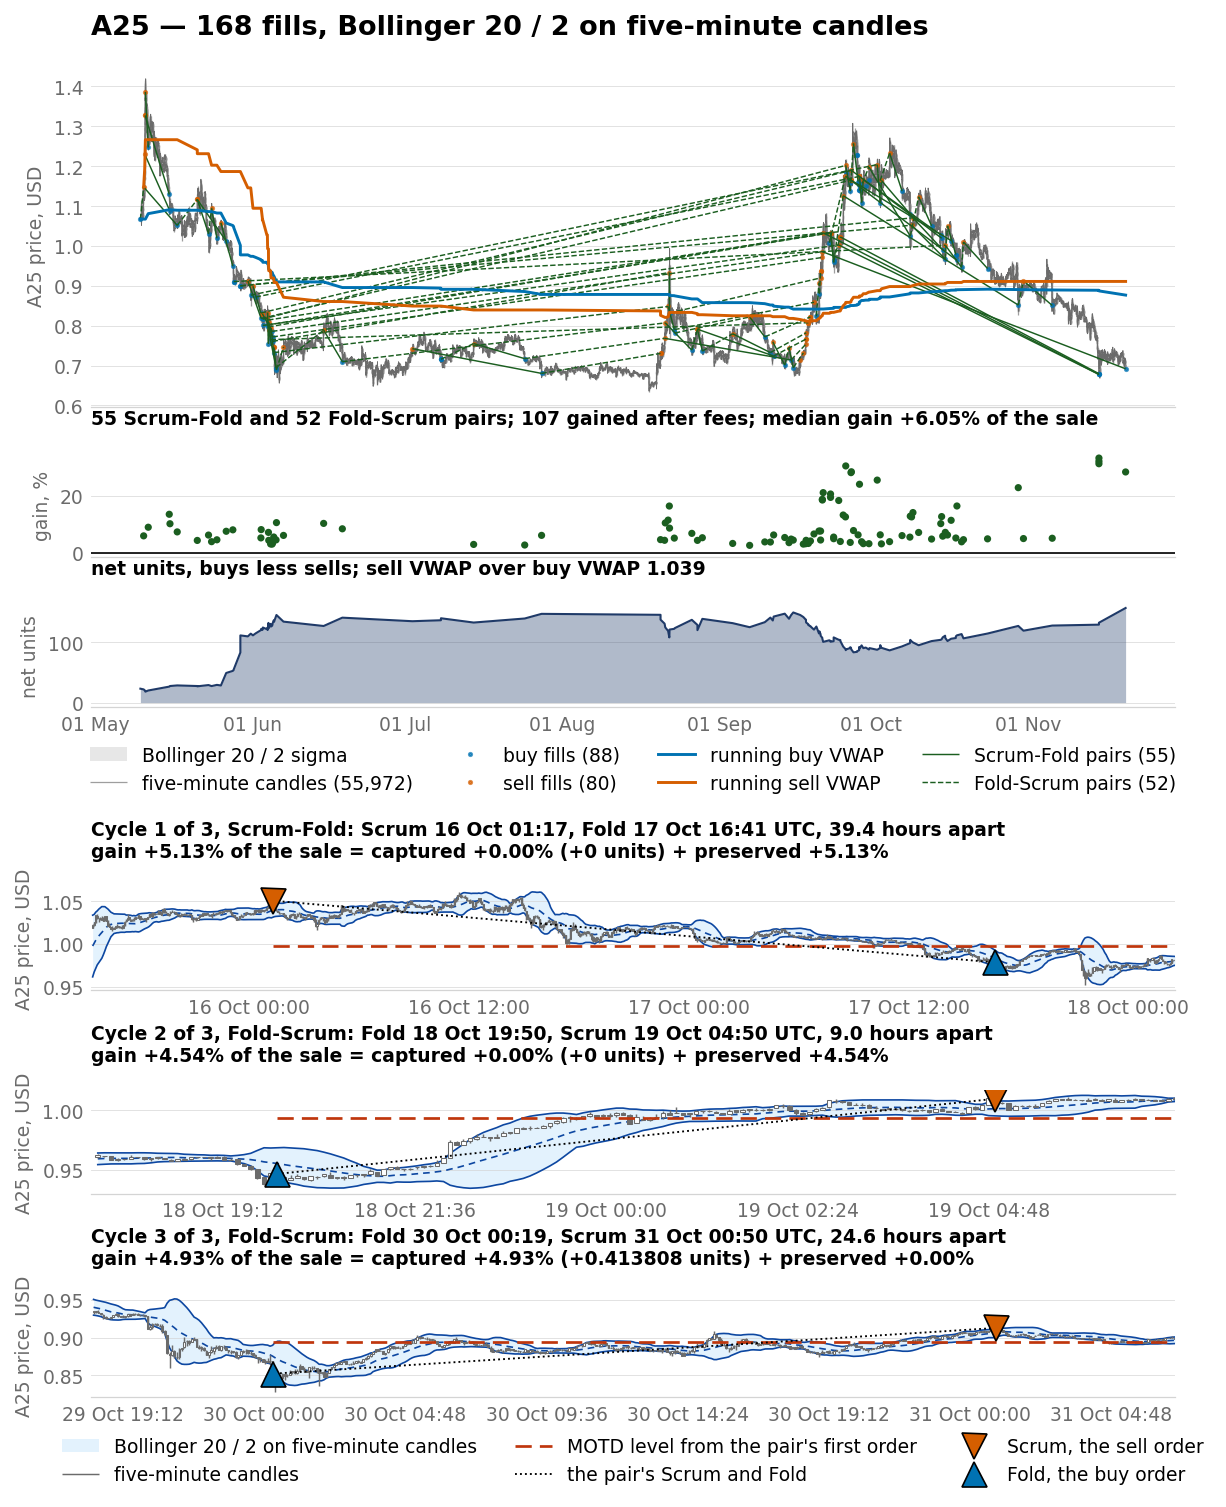 A25 — 168 fills, Bollinger 20 / 2 on five-minute candles
A25 price, USD
1.4
1.3
1.2
1.1
1.0
0.9
0.8
0.7
0.6
55 Scrum-Fold and 52 Fold-Scrum pairs; 107 gained after fees; median gain +6.05% of the sale
gain, %
20
0
net units, buys less sells; sell VWAP over buy VWAP 1.039
net units
100
0
01 May 01 Jun 01 Jul 01 Aug 01 Sep 01 Oct 01 Nov
Bollinger 20 / 2 sigma buy fills (88) running buy VWAP Scrum-Fold pairs (55)
five-minute candles (55,972) sell fills (80) running sell VWAP Fold-Scrum pairs (52)
Cycle 1 of 3, Scrum-Fold: Scrum 16 Oct 01:17, Fold 17 Oct 16:41 UTC, 39.4 hours apart
gain +5.13% of the sale = captured +0.00% (+0 units) + preserved +5.13%
A25 price, USD
1.05
1.00
0.95
16 Oct 00:00 16 Oct 12:00 17 Oct 00:00 17 Oct 12:00 18 Oct 00:00
Cycle 2 of 3, Fold-Scrum: Fold 18 Oct 19:50, Scrum 19 Oct 04:50 UTC, 9.0 hours apart
gain +4.54% of the sale = captured +0.00% (+0 units) + preserved +4.54%
A25 price, USD
1.00
0.95
18 Oct 19:12 18 Oct 21:36 19 Oct 00:00 19 Oct 02:24 19 Oct 04:48
Cycle 3 of 3, Fold-Scrum: Fold 30 Oct 00:19, Scrum 31 Oct 00:50 UTC, 24.6 hours apart
gain +4.93% of the sale = captured +4.93% (+0.413808 units) + preserved +0.00%
A25 price, USD
0.95
0.90
0.85
29 Oct 19:12 30 Oct 00:00 30 Oct 04:48 30 Oct 09:36 30 Oct 14:24 30 Oct 19:12 31 Oct 00:00 31 Oct 04:48
Bollinger 20 / 2 on five-minute candles MOTD level from the pair's first order Scrum, the sell order
five-minute candles the pair's Scrum and Fold Fold, the buy order